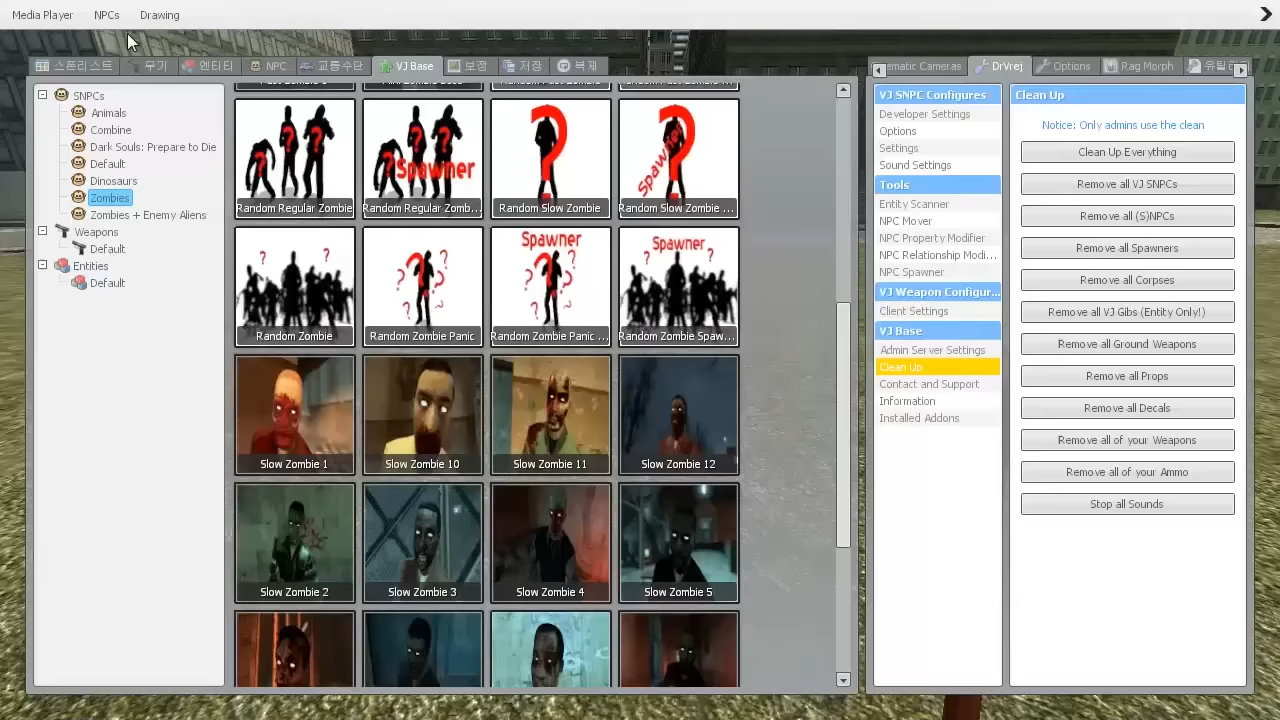 Media Player NPCs Drawing
스폰리스트 무기 엔티티 NPC 교통수단 VJ Base 보정 저장 복제
SNPCs
Animals
Combine
Dark Souls: Prepare to Die
Default
Dinosaurs
Zombies
Zombies + Enemy Aliens
Weapons
Default
Entities
Default
Random Regular Zombie
Random Regular Zomb...
Spawner
Random Slow Zombie
Spawner
Random Slow Zombie ...
Random Zombie
Random Zombie Panic
Spawner
Random Zombie Panic ...
Spawner
Random Zombie Spaw...
Slow Zombie 1
Slow Zombie 10
Slow Zombie 11
Slow Zombie 12
Slow Zombie 2
Slow Zombie 3
Slow Zombie 4
Slow Zombie 5
ematic Cameras DrVrej Options Rag Morph
VJ SNPC Configures
Developer Settings
Options
Settings
Sound Settings
Tools
Entity Scanner
NPC Mover
NPC Property Modifier
NPC Relationship Modi...
NPC Spawner
VJ Weapon Configur...
Client Settings
VJ Base
Admin Server Settings
Clean Up
Contact and Support
Information
Installed Addons
Clean Up
Notice: Only admins use the clean
Clean Up Everything
Remove all VJ SNPCs
Remove all (S)NPCs
Remove all Spawners
Remove all Corpses
Remove all VJ Gibs (Entity Only!)
Remove all Ground Weapons
Remove all Props
Remove all Decals
Remove all of your Weapons
Remove all of your Ammo
Stop all Sounds